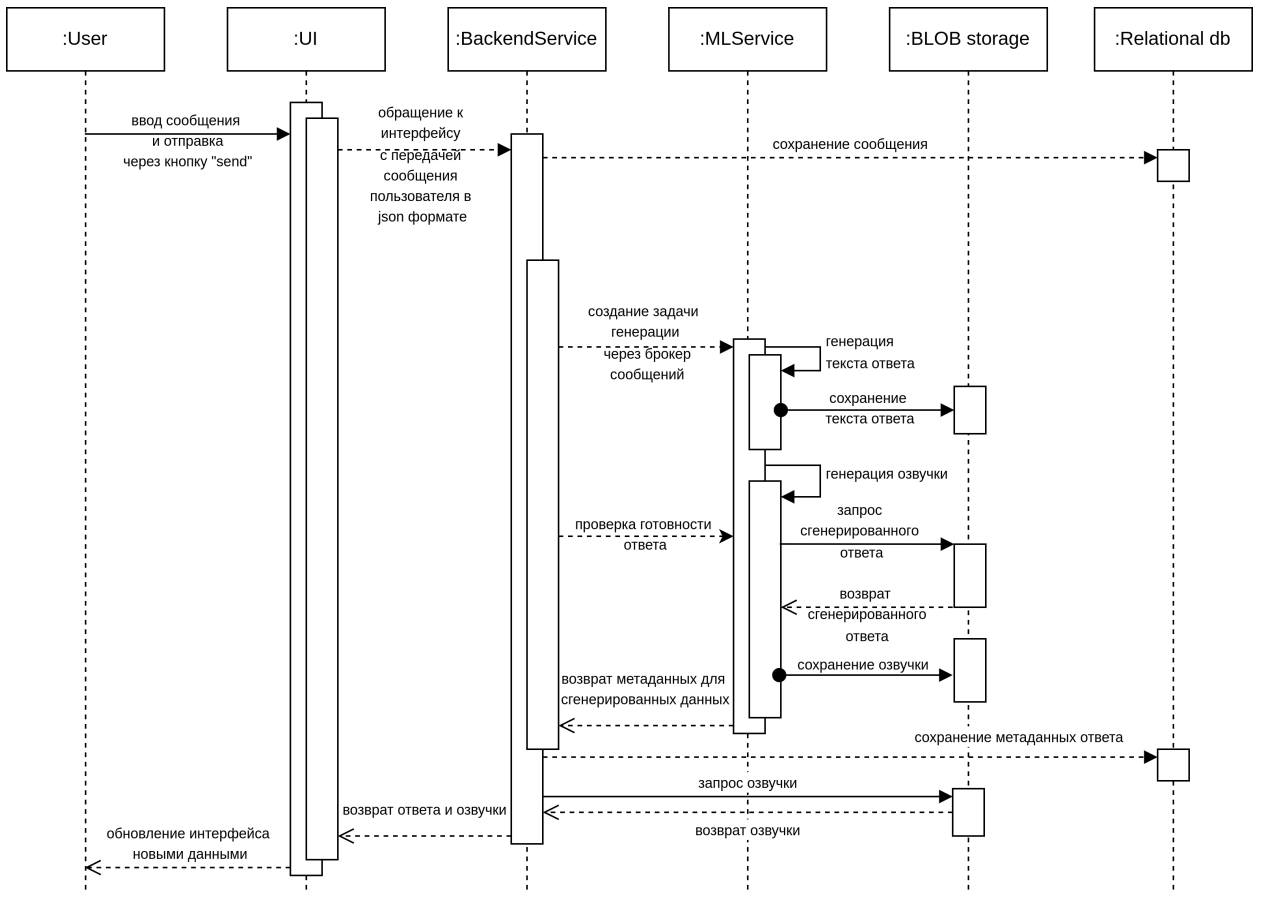 :User
:UI
:BackendService
:MLService
:BLOB storage
:Relational db
ввод сообщения
и отправка
через кнопку "send"
обращение к
интерфейсу
с передачей
сообщения
пользователя в
json формате
сохранение сообщения
создание задачи
генерации
через брокер
сообщений
генерация
текста ответа
сохранение
текста ответа
генерация озвучки
проверка готовности
ответа
запрос
сгенерированного
ответа
возврат
сгенерированного
ответа
сохранение озвучки
возврат метаданных для
сгенерированных данных
сохранение метаданных ответа
запрос озвучки
возврат озвучки
возврат ответа и озвучки
обновление интерфейса
новыми данными